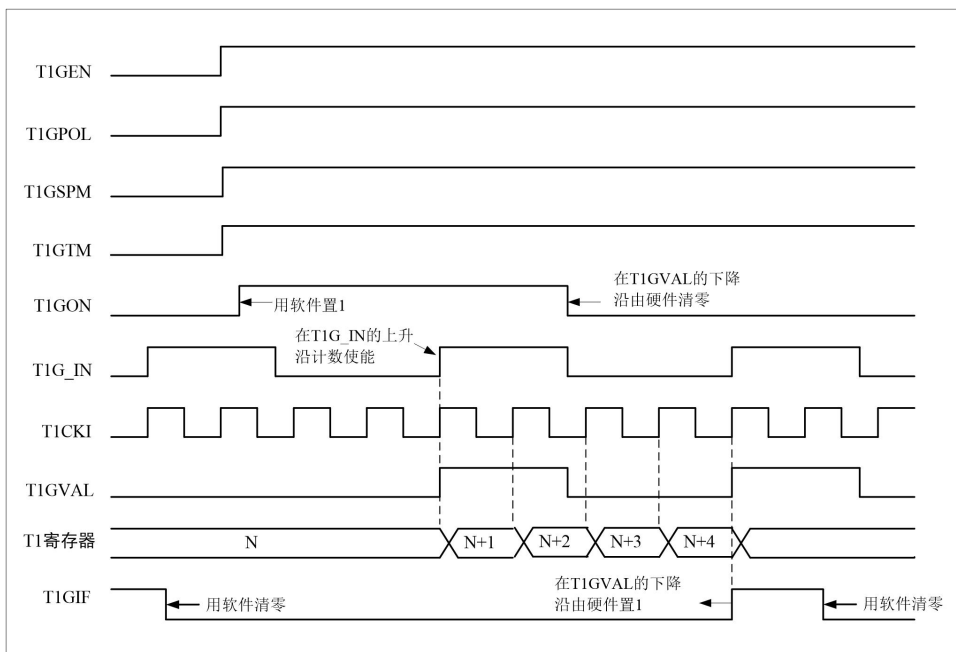 T1GEN
T1GPOL
T1GSPM
T1GTM
T1GON
用软件置1
在T1GVAL的下降
沿由硬件清零
在T1G_IN的上升
沿计数使能
T1G_IN
T1CKI
T1GVAL
T1寄存器
N
N+1
N+2
N+3
N+4
T1GIF
用软件清零
在T1GVAL的下降
沿由硬件置1
用软件清零